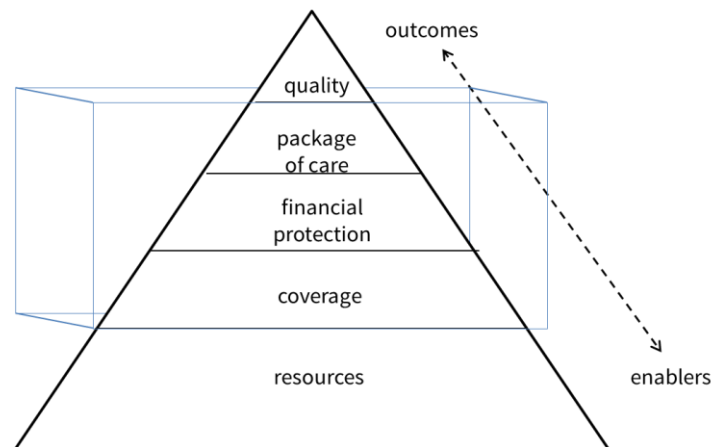 outcomes
quality
package
of care
financial
protection
coverage
resources
enablers